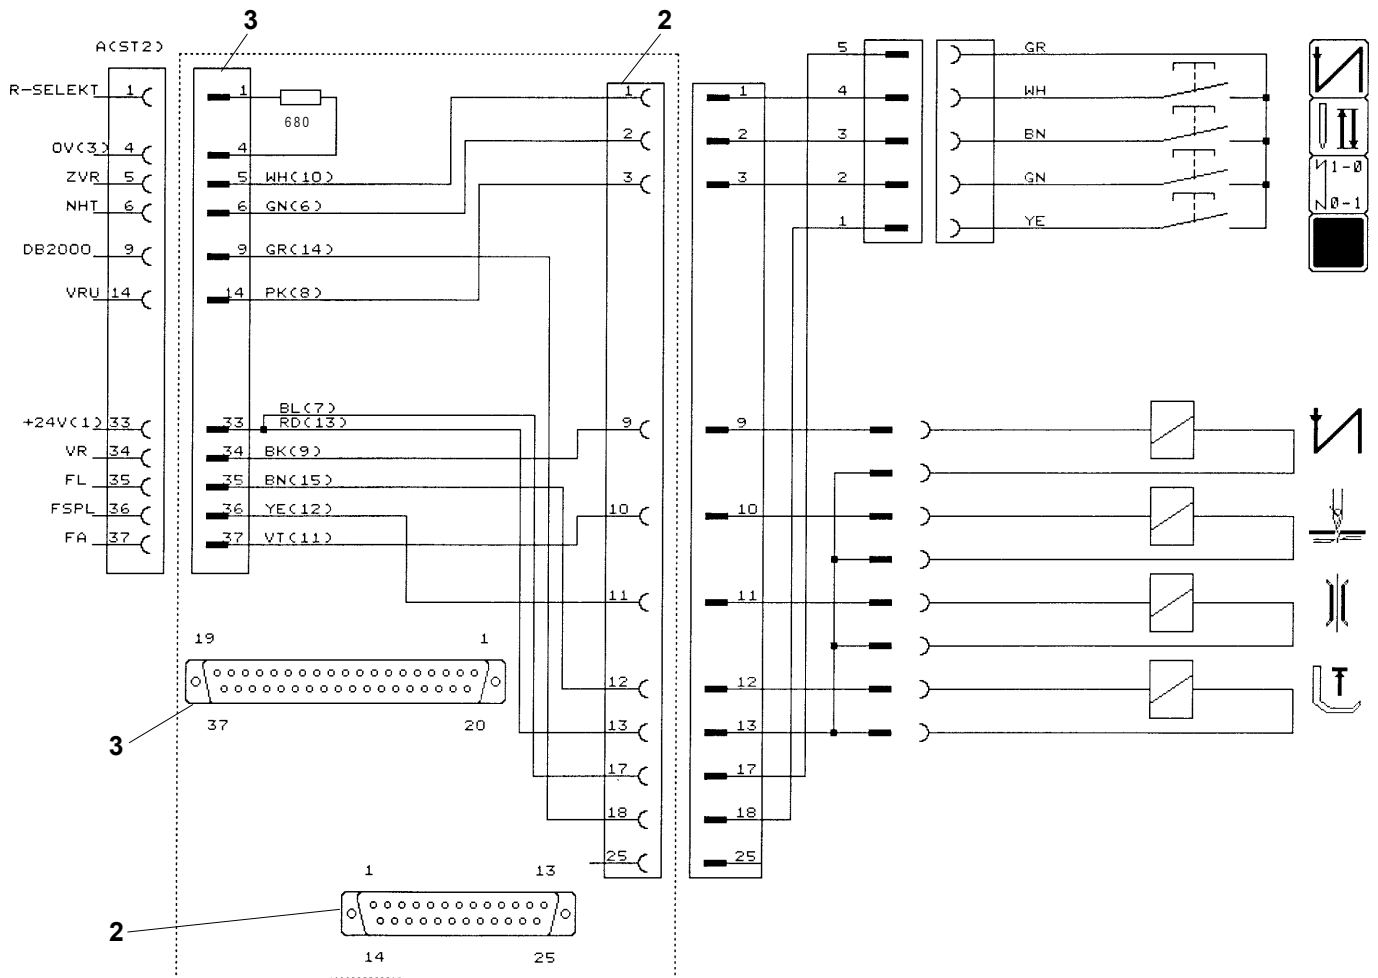 3
2
A(ST2)
R-SELEKT 1
0V(3) 4
ZVR 5
NHT 6
DB2000 9
VRU 14
+24V(1) 33
VR 34
FL 35
FSPL 36
FA 37
1
680
4
5 WH(10)
6 GN(6)
9 GR(14)
14 PK(8)
BL(7)
33 RD(13)
34 BK(9)
35 BN(15)
36 YE(12)
37 VT(11)
1
2
3
9
10
11
12
13
17
18
25
1
2
3
9
10
11
12
13
17
18
25
5
4
3
2
1
GR
WH
BN
GN
YE
1-0
0-1
19 1
37 20
3
1 13
14 25
2